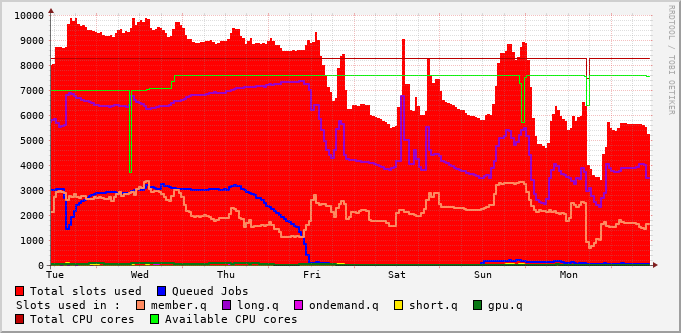 10000
9000
8000
7000
6000
5000
4000
3000
2000
1000
0
Tue Wed Thu Fri Sat Sun Mon
RRDTOOL / TOBI OETIKER
Total slots used Queued Jobs
Slots used in : member.q long.q ondemand.q short.q gpu.q
Total CPU cores Available CPU cores